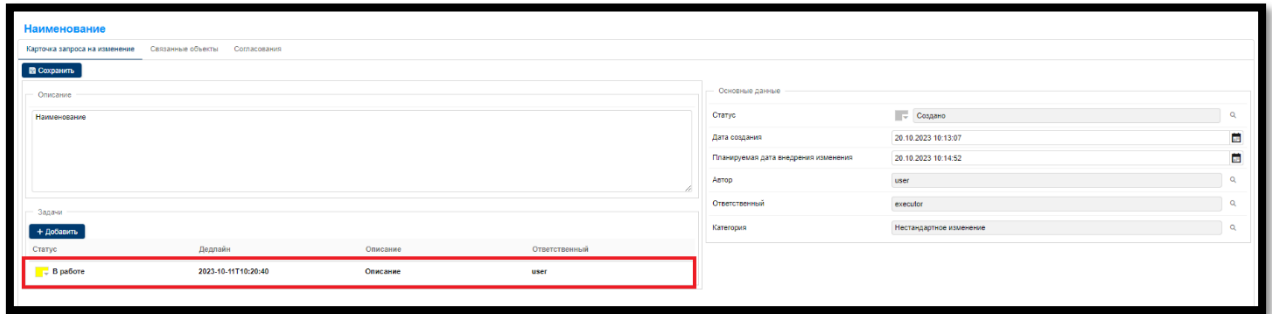 Наименование
Карточка запроса на изменение Связанные объекты Согласования
Сохранить
Описание
Наименование
Задачи
+ Добавить
Статус Дедлайн Описание Ответственный
В работе 2023-10-11T10:20:40 Описание user
Основные данные
Статус Создано
Дата создания 20.10.2023 10:13:07
Планируемая дата внедрения изменения 20.10.2023 10:14:52
Автор user
Ответственный executor
Категория Нестандартное изменение